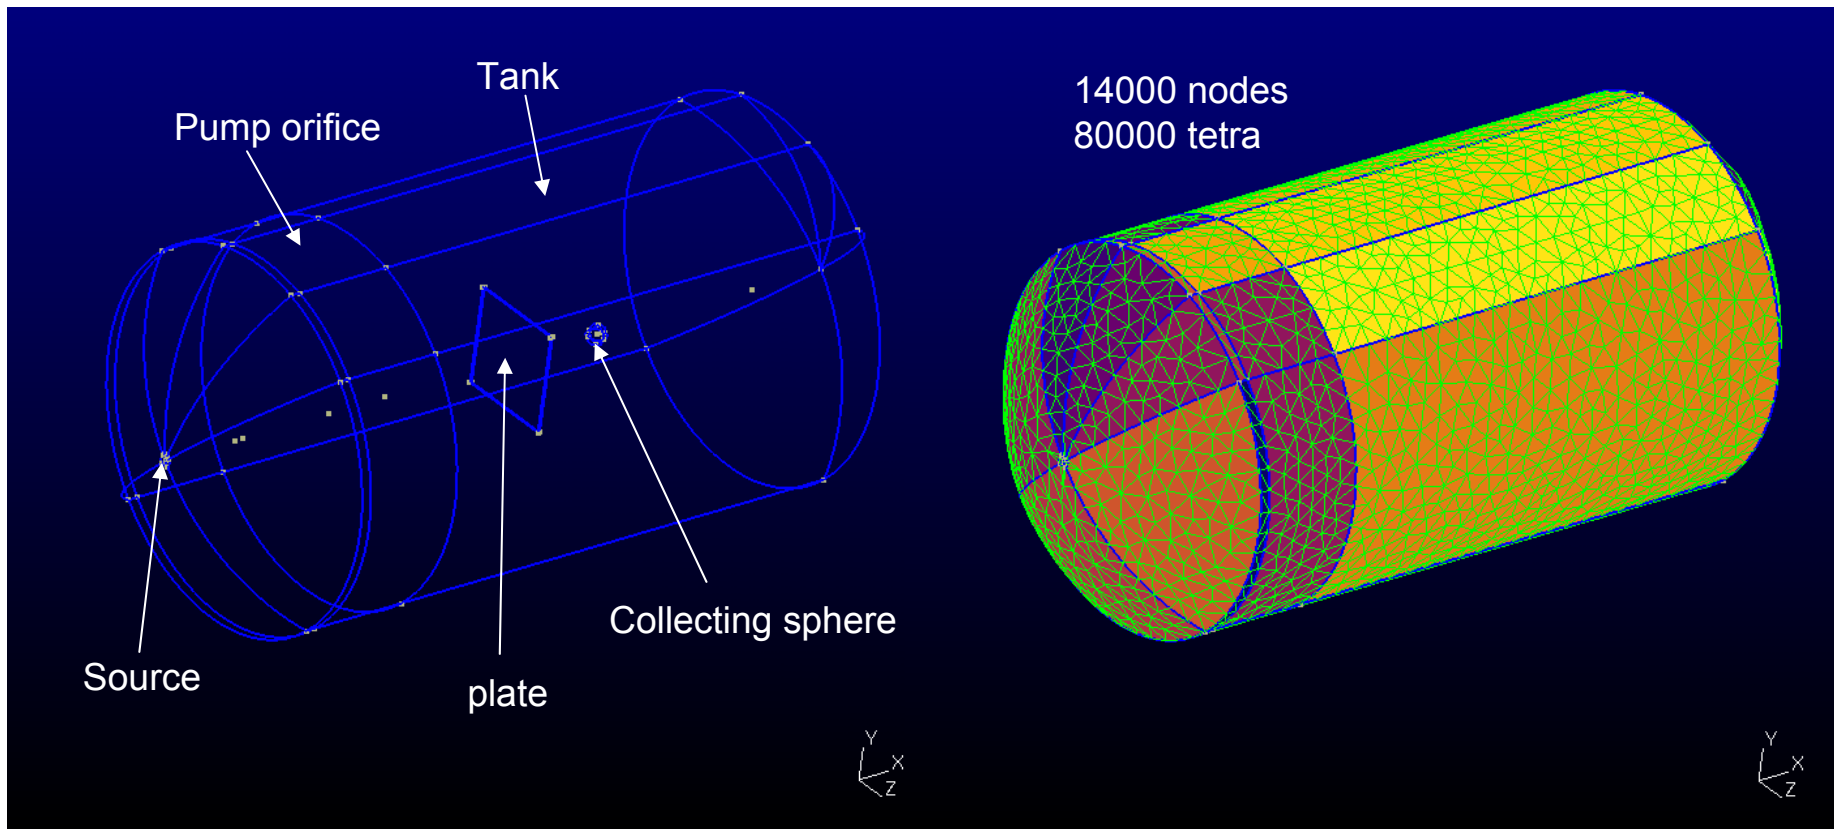 Tank
Pump orifice
Collecting sphere
Source
plate
Y
X
Z
14000 nodes
80000 tetra
Y
X
Z